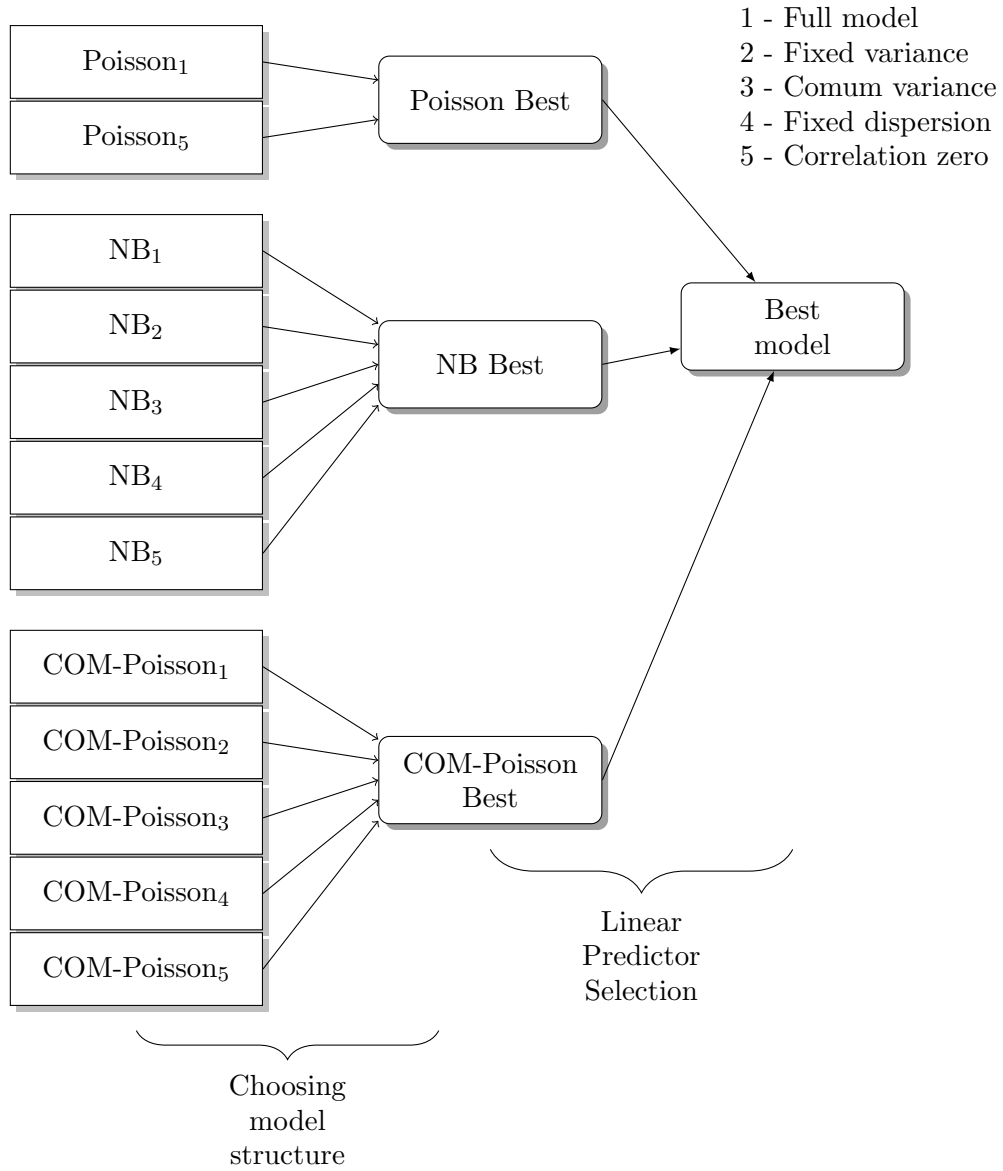 Poisson₁
Poisson₅
Poisson Best
1 - Full model
2 - Fixed variance
3 - Comum variance
4 - Fixed dispersion
5 - Correlation zero
NB₁
NB₂
NB₃
NB₄
NB₅
NB Best
Best
model
COM-Poisson₁
COM-Poisson₂
COM-Poisson₃
COM-Poisson₄
COM-Poisson₅
COM-Poisson
Best
Linear
Predictor
Selection
Choosing
model
structure